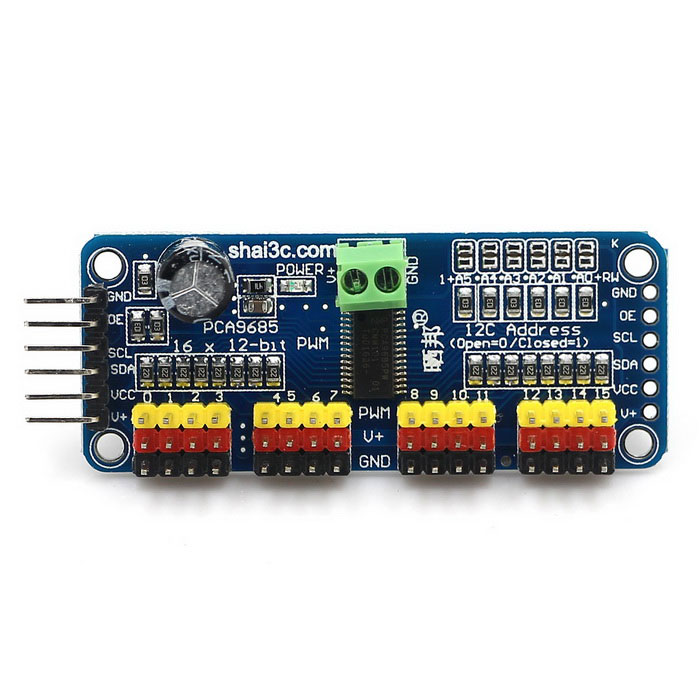 shai3c.com
POWER
V+
GND
K
1+A5+A4+A3+A2+A1+A0+RW
GND
OE
SCL
SDA
VCC
V+
PCA9685
16 x 12-bit PWM
晒邦®
I2C Address
(Open=0/Closed=1)
GND
OE
SCL
SDA
VCC
V+
0 1 2 3
4 5 6 7
8 9 10 11
12 13 14 15
PWM
V+
GND